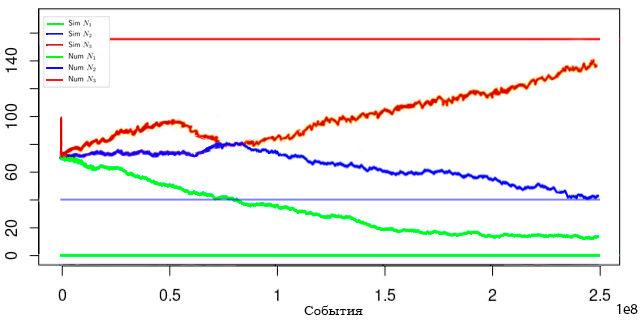 Sim N₁
Sim N₂
Sim N₃
Num N₁
Num N₂
Num N₃
140
100
60
20
0
0 0.5 1 1.5 2 2.5
1e8
События